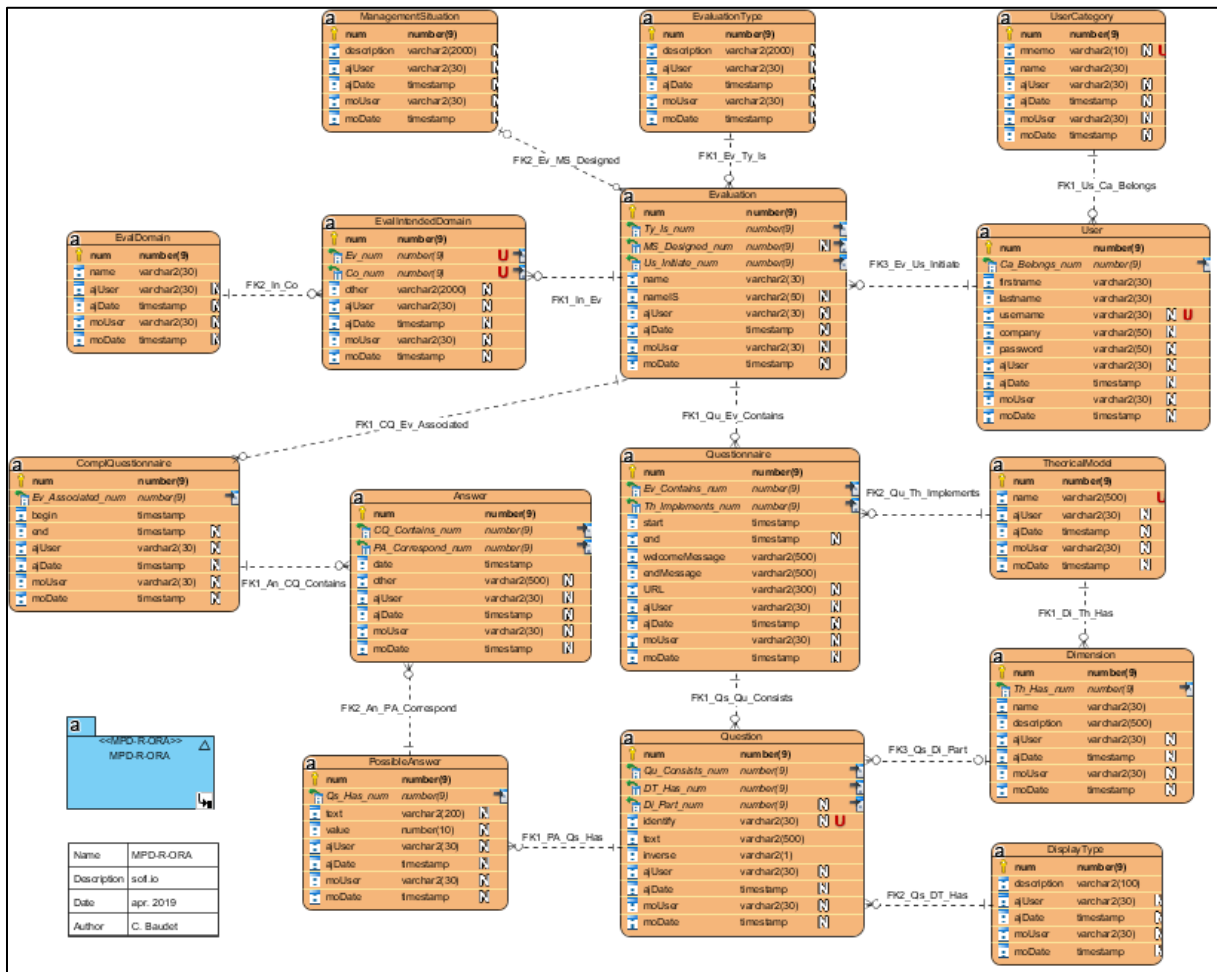 ManagementSituation
num number(9)
description varchar2(2000) N
ajUser varchar2(30) N
ajDate timestamp N
moUser varchar2(30) N
moDate timestamp N
EvaluationType
num number(9)
description varchar2(2000) N
ajUser varchar2(30) N
ajDate timestamp N
moUser varchar2(30) N
moDate timestamp N
UserCategory
num number(9)
mnemo varchar2(10) N U
name varchar2(30)
ajUser varchar2(30) N
ajDate timestamp N
moUser varchar2(30) N
moDate timestamp N
FK2_Ev_MS_Designed
FK1_Ev_Ty_Is
FK1_Us_Ca_Belongs
EvalDomain
num number(9)
name varchar2(30)
ajUser varchar2(30) N
ajDate timestamp N
moUser varchar2(30) N
moDate timestamp N
FK2_In_Co
EvalIntendedDomain
num number(9)
Ev_num number(9) U
Co_num number(9) U
other varchar2(2000) N
ajUser varchar2(30) N
ajDate timestamp N
moUser varchar2(30) N
moDate timestamp N
FK1_In_Ev
Evaluation
num number(9)
Ty_Is_num number(9)
MS_Designed_num number(9) N
Us_Initiate_num number(9)
name varchar2(30)
nameIS varchar2(50) N
ajUser varchar2(30) N
ajDate timestamp N
moUser varchar2(30) N
moDate timestamp N
FK3_Ev_Us_Initiate
User
num number(9)
Ca_Belongs_num number(9)
firstname varchar2(30)
lastname varchar2(30)
username varchar2(30) N U
company varchar2(50) N
password varchar2(50) N
ajUser varchar2(30) N
ajDate timestamp N
moUser varchar2(30) N
moDate timestamp N
FK1_CQ_Ev_Associated
FK1_Qu_Ev_Contains
ComplQuestionnaire
num number(9)
Ev_Associated_num number(9)
begin timestamp
end timestamp N
ajUser varchar2(30) N
ajDate timestamp N
moUser varchar2(30) N
moDate timestamp N
FK1_An_CQ_Contains
Answer
num number(9)
CQ_Contains_num number(9)
PA_Correspond_num number(9)
date timestamp
other varchar2(500) N
ajUser varchar2(30) N
ajDate timestamp N
moUser varchar2(30) N
moDate timestamp N
Questionnaire
num number(9)
Ev_Contains_num number(9)
Th_Implements_num number(9)
start timestamp
end timestamp N
welcomeMessage varchar2(500)
endMessage varchar2(500)
URL varchar2(300) N
ajUser varchar2(30) N
ajDate timestamp N
moUser varchar2(30) N
moDate timestamp N
FK2_Qu_Th_Implements
TheoricalModel
num number(9)
name varchar2(500) U
ajUser varchar2(30) N
ajDate timestamp N
moUser varchar2(30) N
moDate timestamp N
FK1_Di_Th_Has
FK2_An_PA_Correspond
FK1_Qs_Qu_Consists
Dimension
num number(9)
Th_Has_num number(9)
name varchar2(30)
description varchar2(500)
ajUser varchar2(30) N
ajDate timestamp N
moUser varchar2(30) N
moDate timestamp N
FK3_Qs_Di_Part
a
<<MPD-R-ORA>>
MPD-R-ORA
PossibleAnswer
num number(9)
Qs_Has_num number(9)
text varchar2(200) N
value number(10) N
ajUser varchar2(30) N
ajDate timestamp N
moUser varchar2(30) N
moDate timestamp N
FK1_PA_Qs_Has
Question
num number(9)
Qu_Consists_num number(9)
DT_Has_num number(9)
Di_Part_num number(9) N
identify varchar2(30) N U
text varchar2(500)
inverse varchar2(1)
ajUser varchar2(30) N
ajDate timestamp N
moUser varchar2(30) N
moDate timestamp N
FK2_Qs_DT_Has
DisplayType
num number(9)
description varchar2(100)
ajUser varchar2(30) N
ajDate timestamp N
moUser varchar2(30) N
moDate timestamp N
Name MPD-R-ORA
Description sofl.io
Date apr. 2019
Author C. Baudet